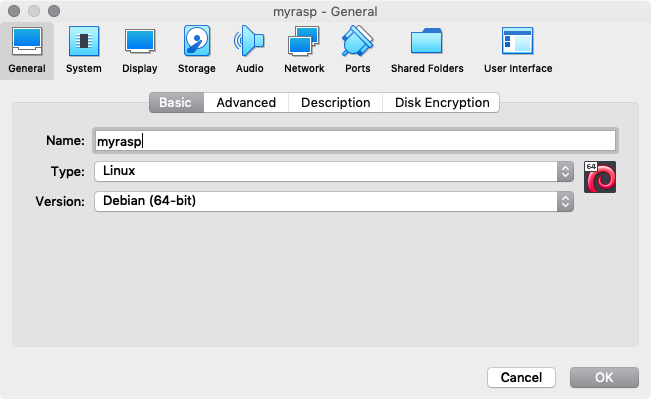 myrasp - General
General System Display Storage Audio Network Ports Shared Folders User Interface
Basic Advanced Description Disk Encryption
Name: myrasp
Type: Linux 64
Version: Debian (64-bit)
Cancel OK